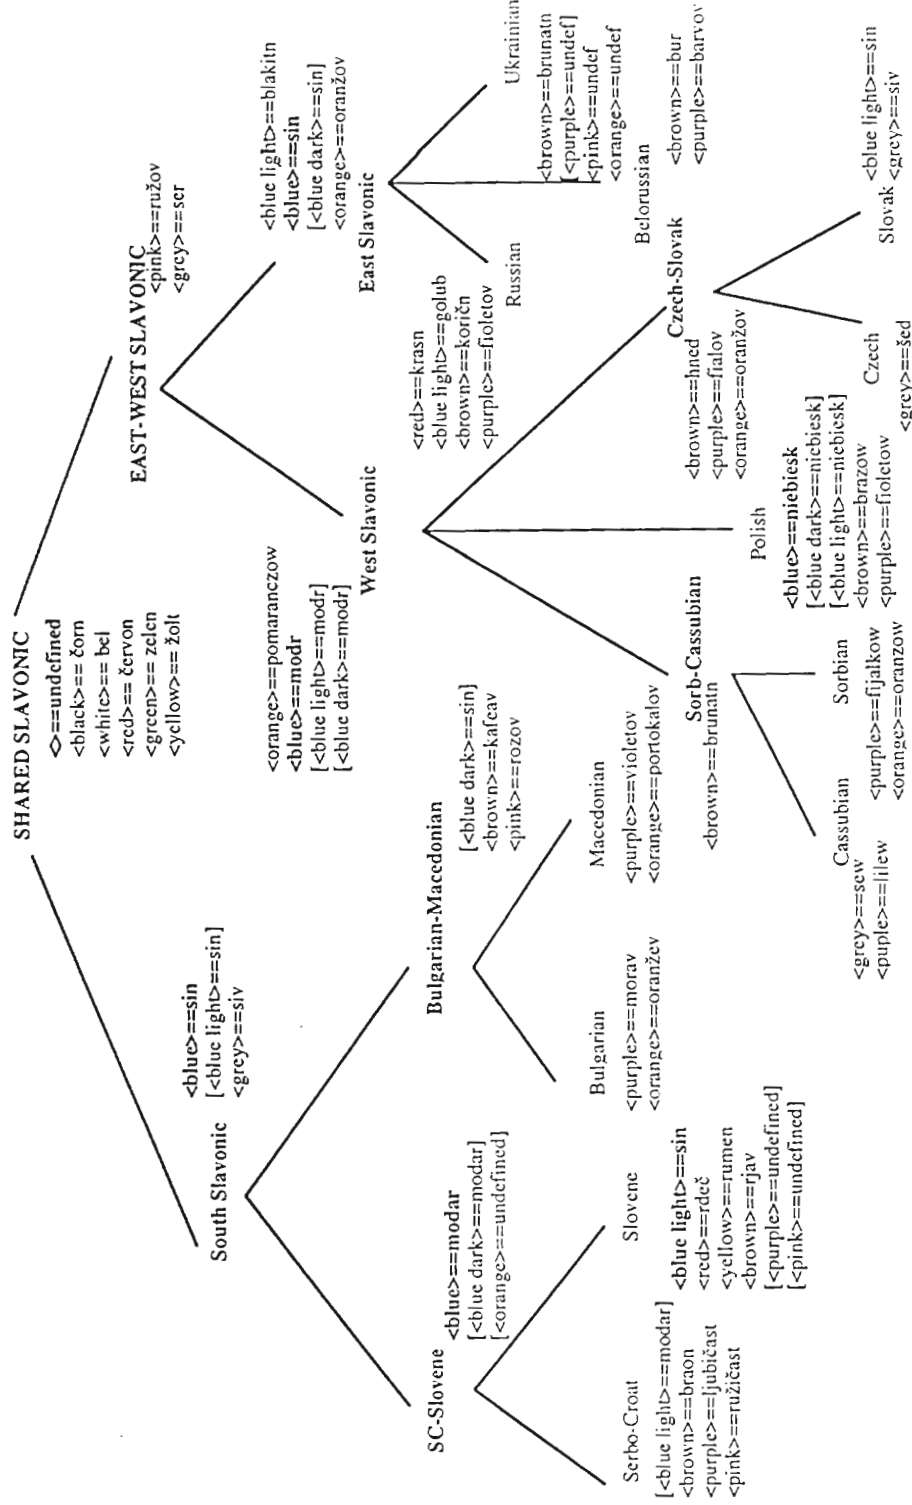 SHARED SLAVONIC
<>==undefined
<black>== čorn
<white>== bel
<red>== červon
<green>== zelen
<yellow>== žolt
South Slavonic
<blue>==sin
[<blue light>==sin]
<grey>==siv
EAST-WEST SLAVONIC
<pink>==ružov
<grey>==ser
SC-Slovene
<blue>==modar
[<blue dark>==modar]
[<orange>==undefined]
Bulgarian-Macedonian
[<blue dark>==sin]
<brown>==kafeav
<pink>==rozov
West Slavonic
<orange>==pomaranczow
<blue>==modr
[<blue light>==modr]
[<blue dark>==modr]
East Slavonic
<blue light>==blakitn
<blue>==sin
[<blue dark>==sin]
<orange>==oranžov
Serbo-Croat
[<blue light>==modar]
<brown>==braon
<purple>==ljubičast
<pink>==ružičast
Slovene
<blue light>==sin
<red>==rdeč
<yellow>==rumen
<brown>==rjav
[<purple>==undefined]
[<pink>==undefined]
Bulgarian
<purple>==morav
<orange>==oranžev
Macedonian
<purple>==violetov
<orange>==portokalov
Sorb-Cassubian
<brown>==brunatn
Cassubian
<grey>==sew
<puple>==lilew
Sorbian
<purple>==fijalkow
<orange>==oranzow
Polish
<blue>==niebiesk
[<blue dark>==niebiesk]
[<blue light>==niebiesk]
<brown>==brazow
<purple>==fioletow
Czech-Slovak
<brown>==hned
<purple>==fialov
<orange>==oranžov
Czech
<grey>==šed
Slovak
<blue light>==sin
<grey>==siv
Russian
<red>==krasn
<blue light>==golub
<brown>==koričn
<purple>==fioletov
Belorussian
<brown>==bur
<purple>==barvov
Ukrainian
<brown>==brunatn
[<purple>==undef]
<pink>==undef
<orange>==undef